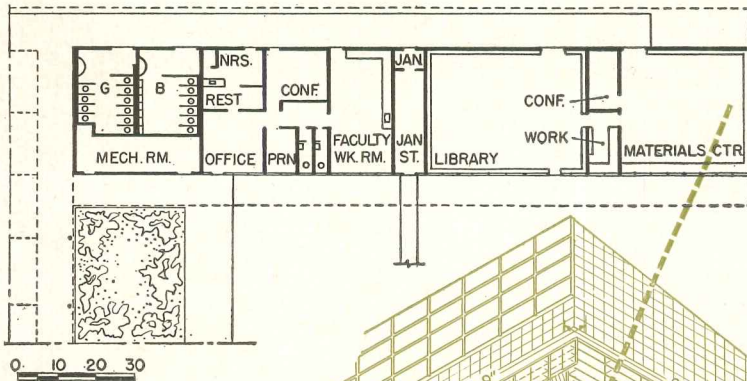 NRS.
JAN
G
B
CONF.
REST
CONF.
WORK
FACULTY
WK. RM.
JAN
ST.
MECH. RM.
OFFICE
PRN
LIBRARY
MATERIALS CTR
0 10 20 30